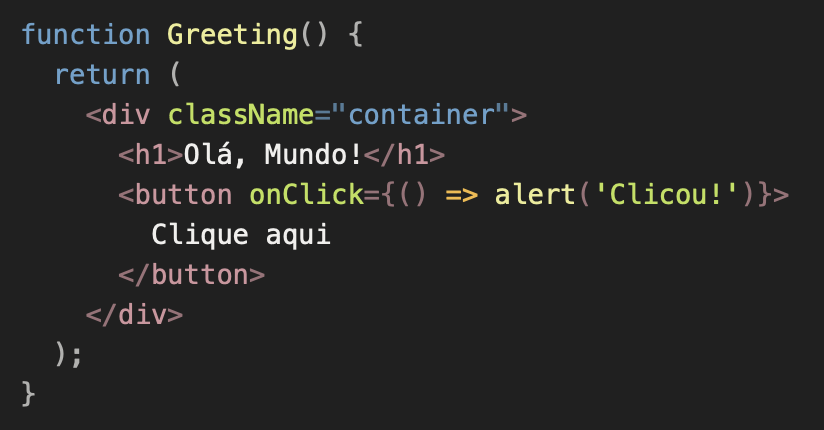 function Greeting() {
  return (
    <div className="container">
      <h1>Olá, Mundo!</h1>
      <button onClick={() => alert('Clicou!')}>
        Clique aqui
      </button>
    </div>
  );
}